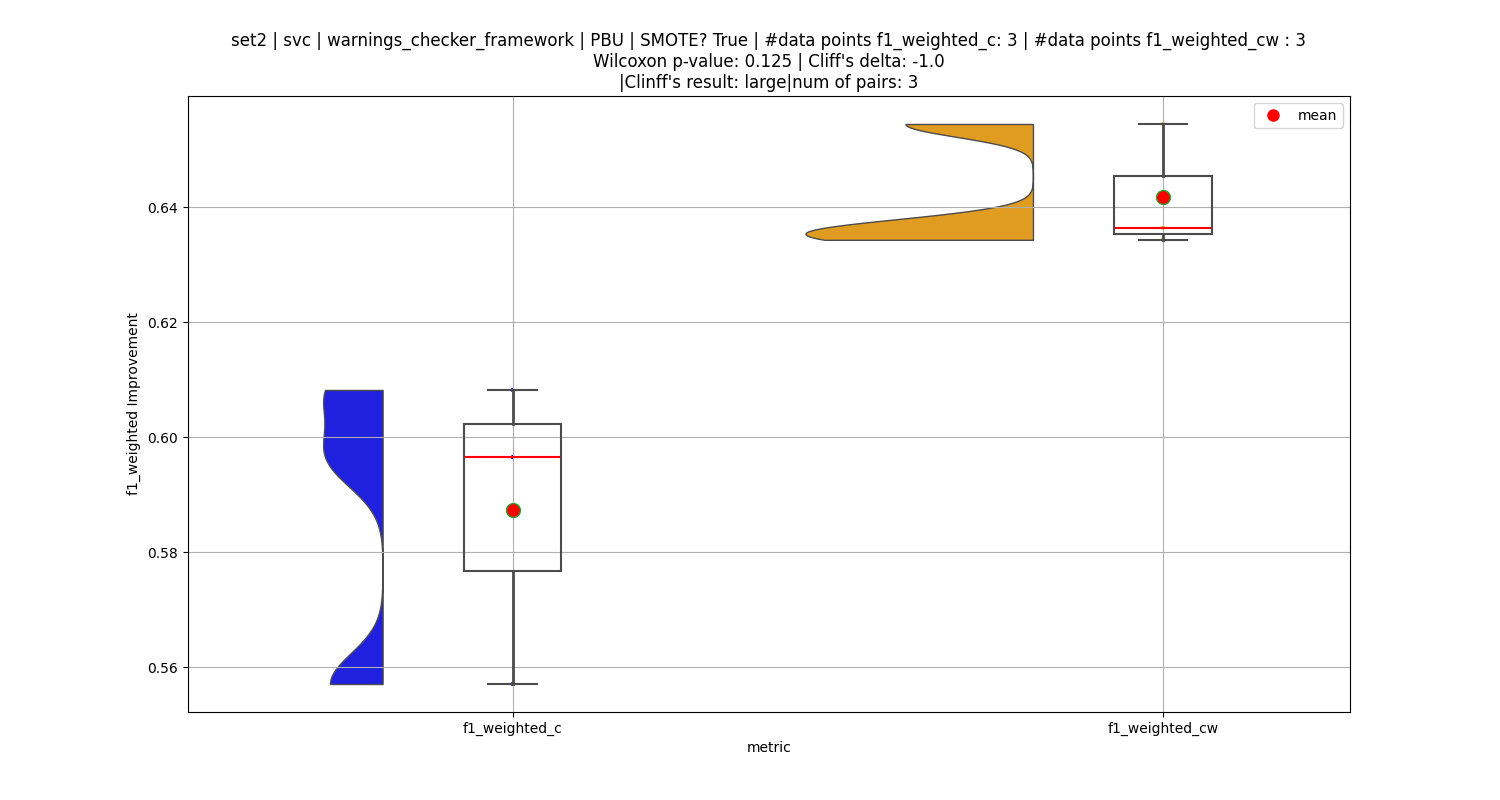 set2 | svc | warnings_checker_framework | PBU | SMOTE? True | #data points f1_weighted_c: 3 | #data points f1_weighted_cw : 3
Wilcoxon p-value: 0.125 | Cliff's delta: -1.0
|Clinff's result: large|num of pairs: 3
mean
0.64
0.62
0.60
0.58
0.56
f1_weighted Improvement
f1_weighted_c
f1_weighted_cw
metric